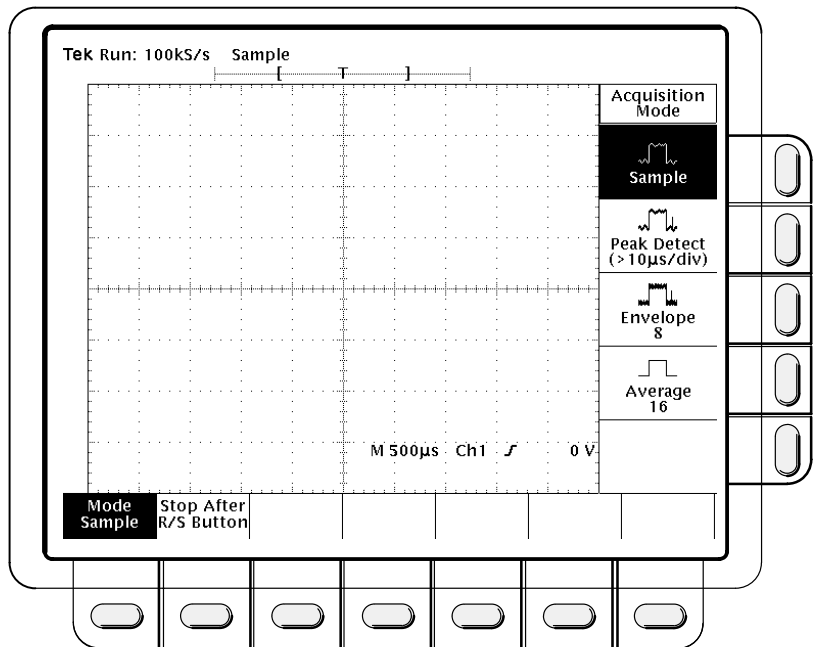 Tek Run: 100kS/s Sample
[ T ]
Acquisition
Mode
Sample
Peak Detect
(>10µs/div)
Envelope
8
Average
16
M 500µs Ch1 0 V
Mode
Sample
Stop After
R/S Button